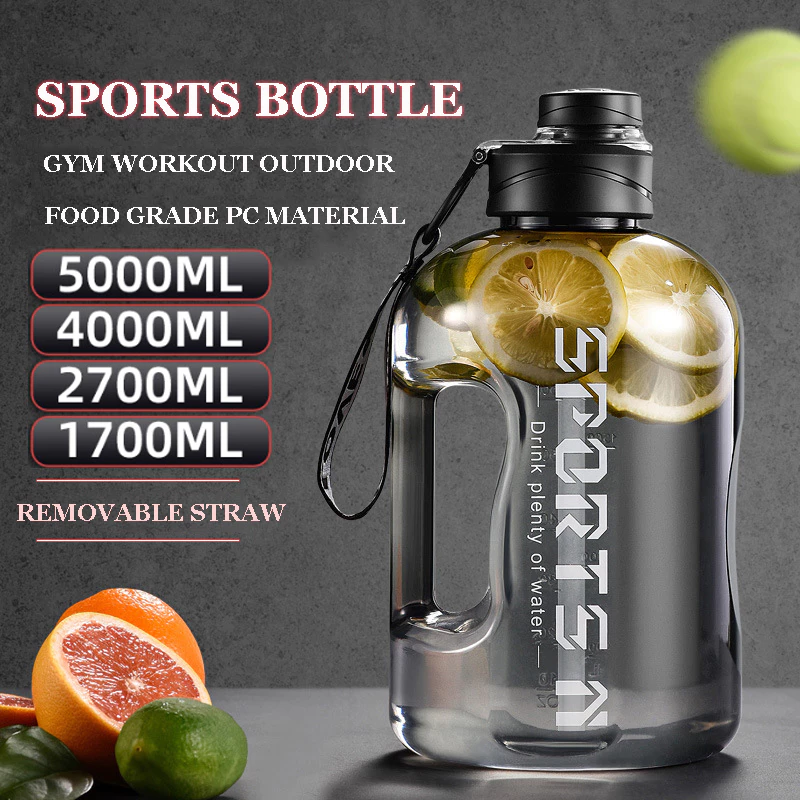 SPORTS BOTTLE
GYM WORKOUT OUTDOOR
FOOD GRADE PC MATERIAL
5000ML
4000ML
2700ML
1700ML
REMOVABLE STRAW
SPORTS N
— Drink plenty of water —